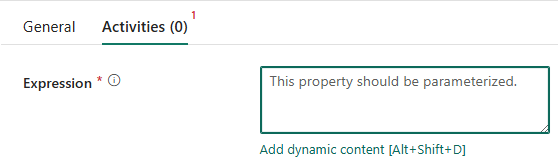 General Activities (0) 1
Expression * This property should be parameterized.
Add dynamic content [Alt+Shift+D]